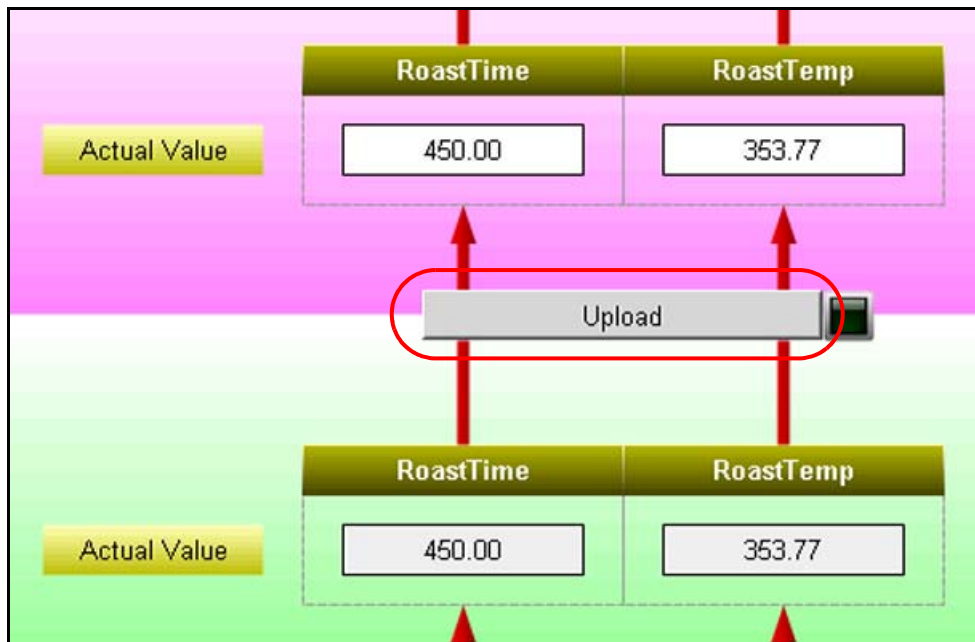 RoastTime RoastTemp
Actual Value 450.00 353.77
Upload
RoastTime RoastTemp
Actual Value 450.00 353.77